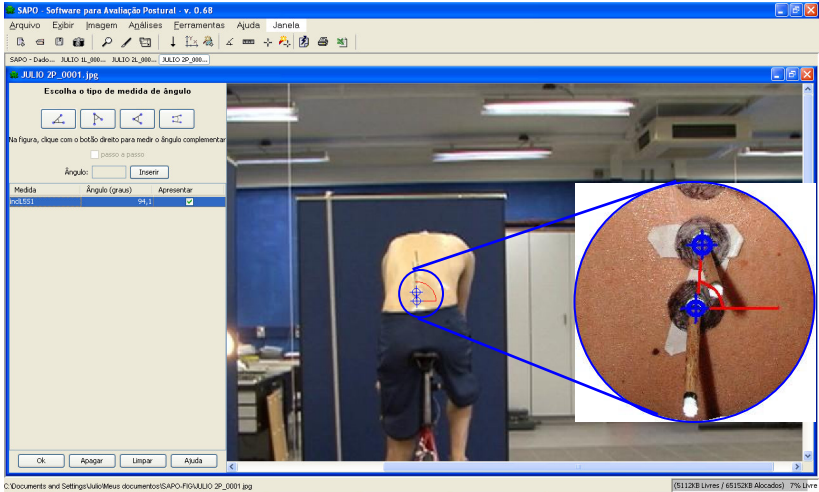 SAPO - Software para Avaliação Postural - v. 0.68
Arquivo Exibir Imagem Análises Ferramentas Ajuda Janela
SAPO - Dado... JULIO 1L_000... JULIO 2L_000... JULIO 2P_000...
JULIO 2P_0001.jpg
Escolha o tipo de medida de ângulo
Na figura, clique com o botão direito para medir o ângulo complementar
passo a passo
Ângulo: Inserir
Medida Ângulo (graus) Apresentar
incL5S1 94,1
Ok Apagar Limpar Ajuda
C:\Documents and Settings\Julio\Meus documentos\SAPO-FIG\JULIO 2P_0001.jpg (5112KB Livres / 65152KB Alocados) 7% Livre